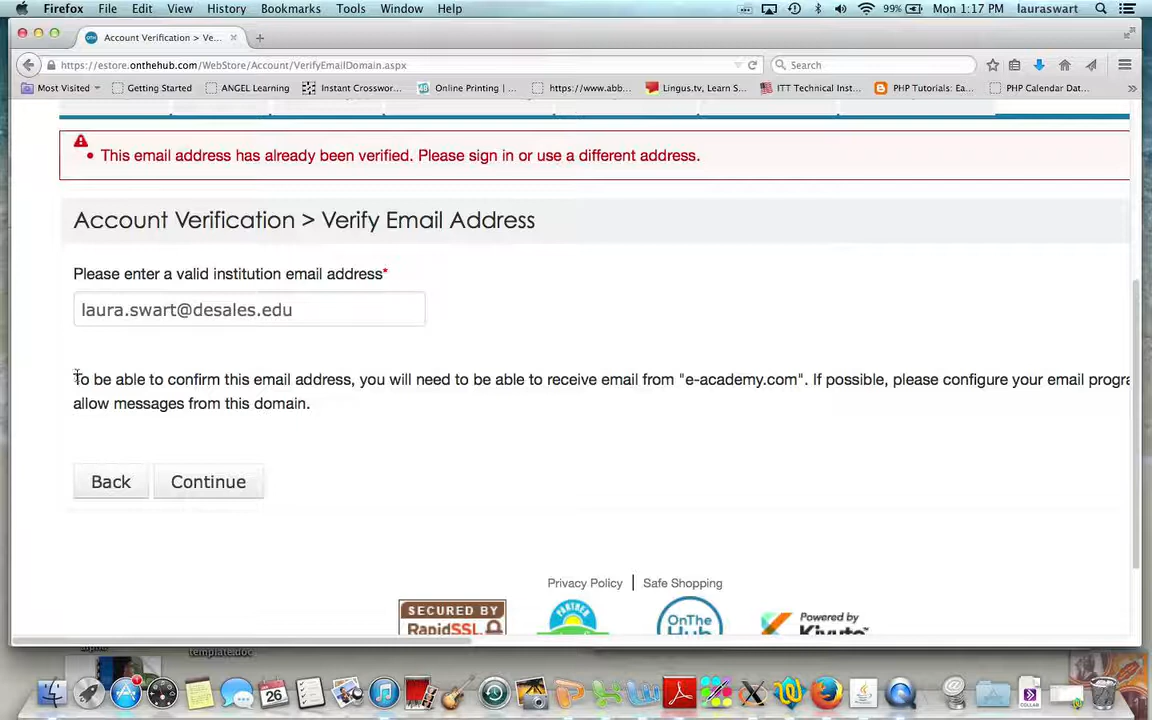 Firefox File Edit View History Bookmarks Tools Window Help 99% Mon 1:17 PM lauraswart
Account Verification > Ve...
https://estore.onthehub.com/WebStore/Account/VerifyEmailDomain.aspx Search
Most Visited Getting Started ANGEL Learning Instant Crosswor... Online Printing |... https://www.abb... Lingus.tv, Learn S... ITT Technical Inst... PHP Tutorials: Ea... PHP Calendar Dat...
This email address has already been verified. Please sign in or use a different address.
Account Verification > Verify Email Address
Please enter a valid institution email address*
laura.swart@desales.edu
To be able to confirm this email address, you will need to be able to receive email from "e-academy.com". If possible, please configure your email progra
allow messages from this domain.
Back Continue
Privacy Policy | Safe Shopping
SECURED BY
RapidSSL
PARTNER
OnThe
Hub
Powered by
Kivuto
template.doc
26